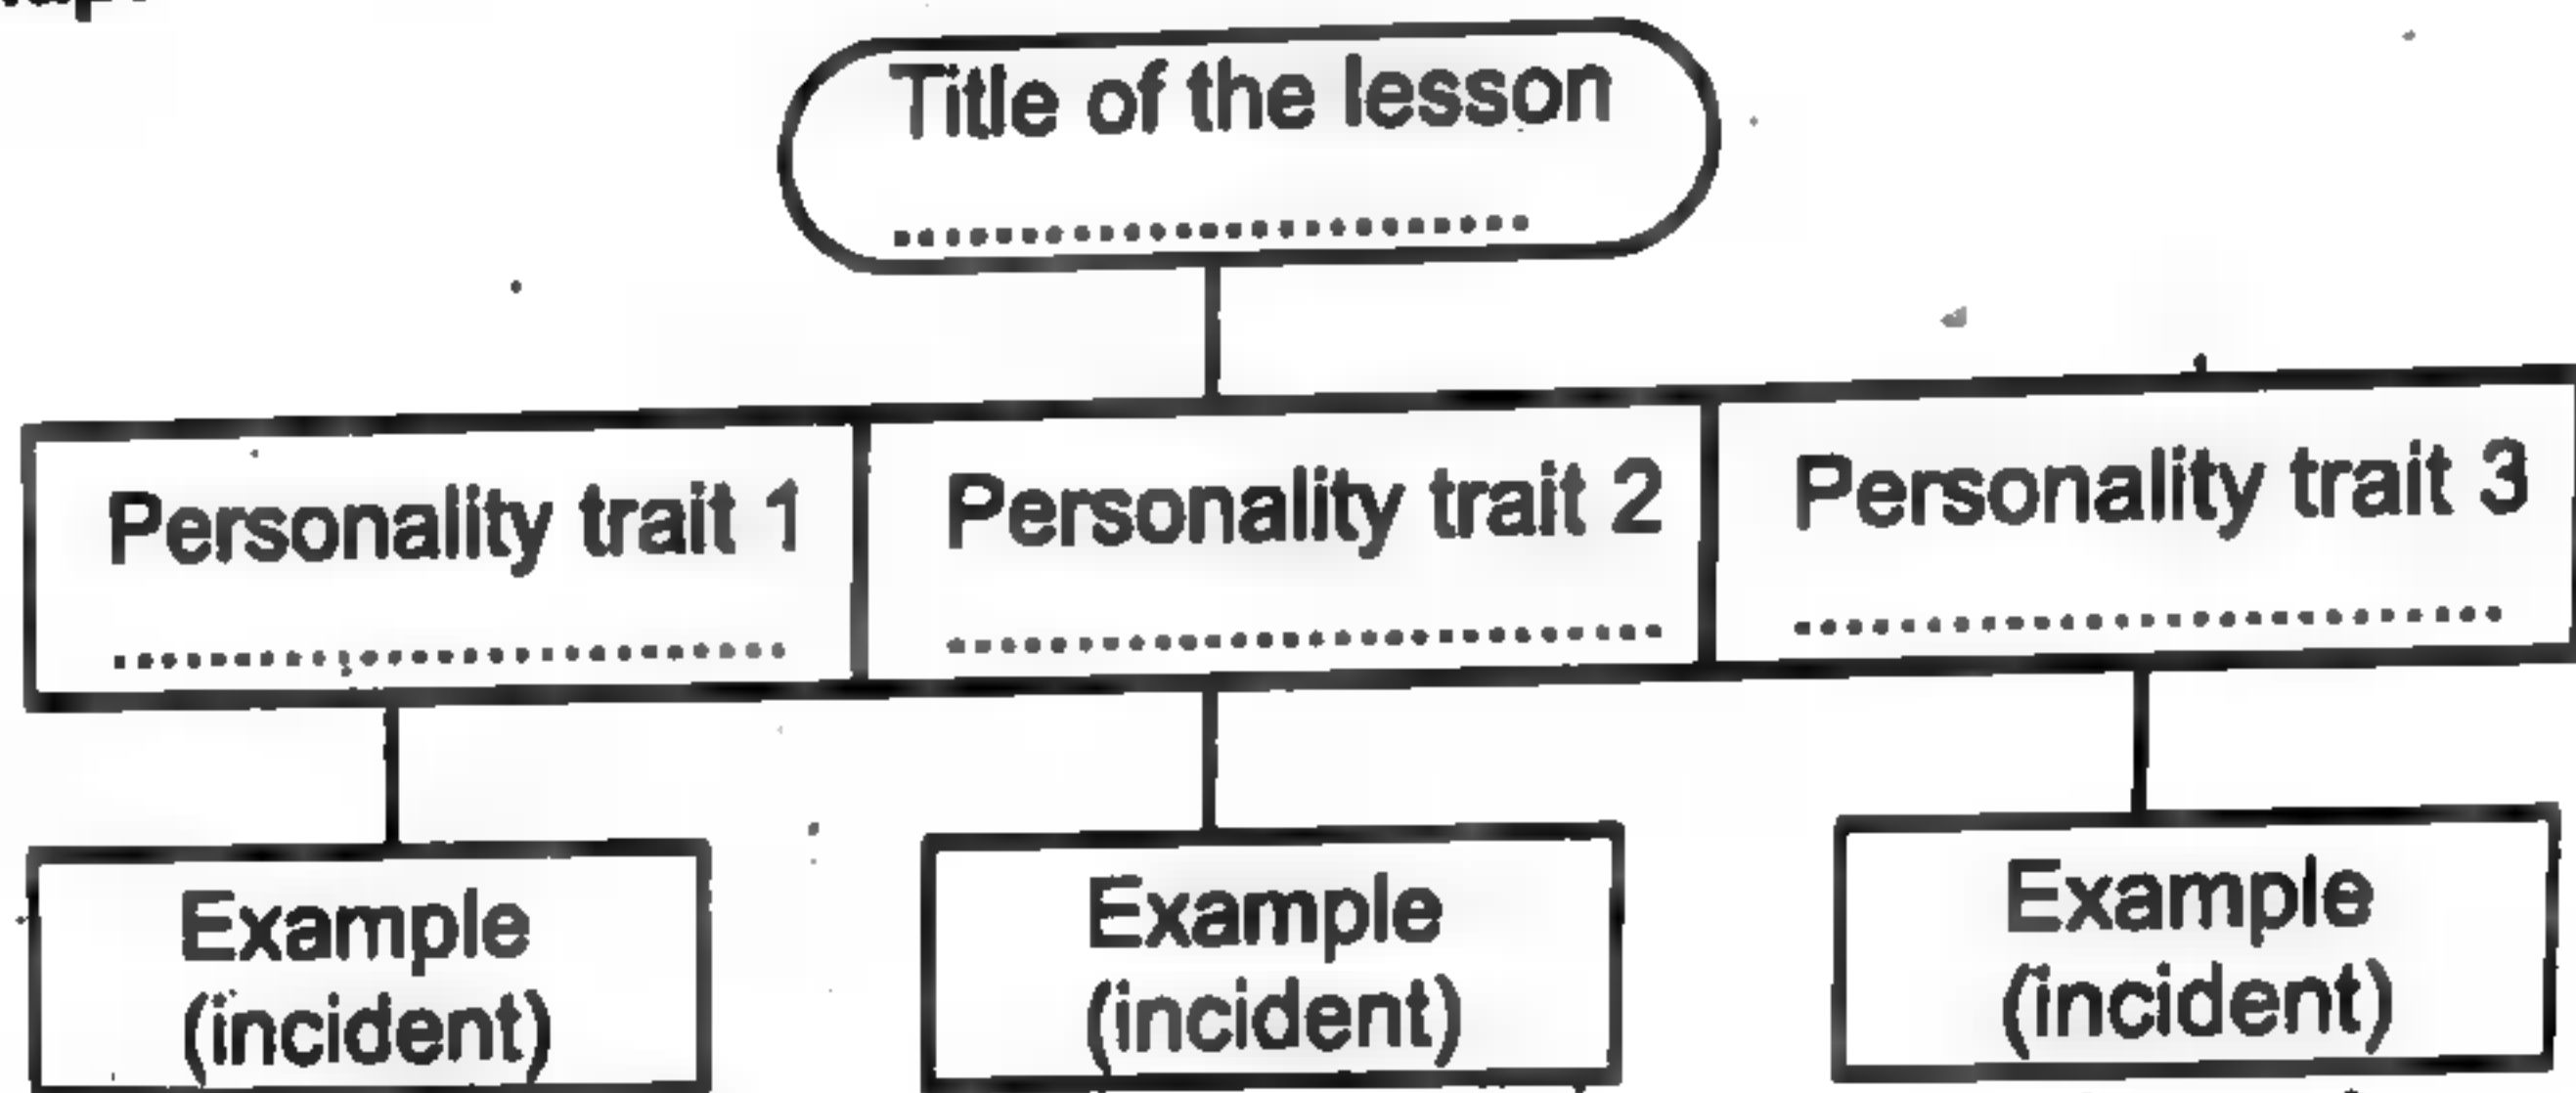 Title of the lesson
..........................
Personality trait 1
...........................
Personality trait 2
............................
Personality trait 3
............................
Example
(incident)
Example
(incident)
Example
(incident)